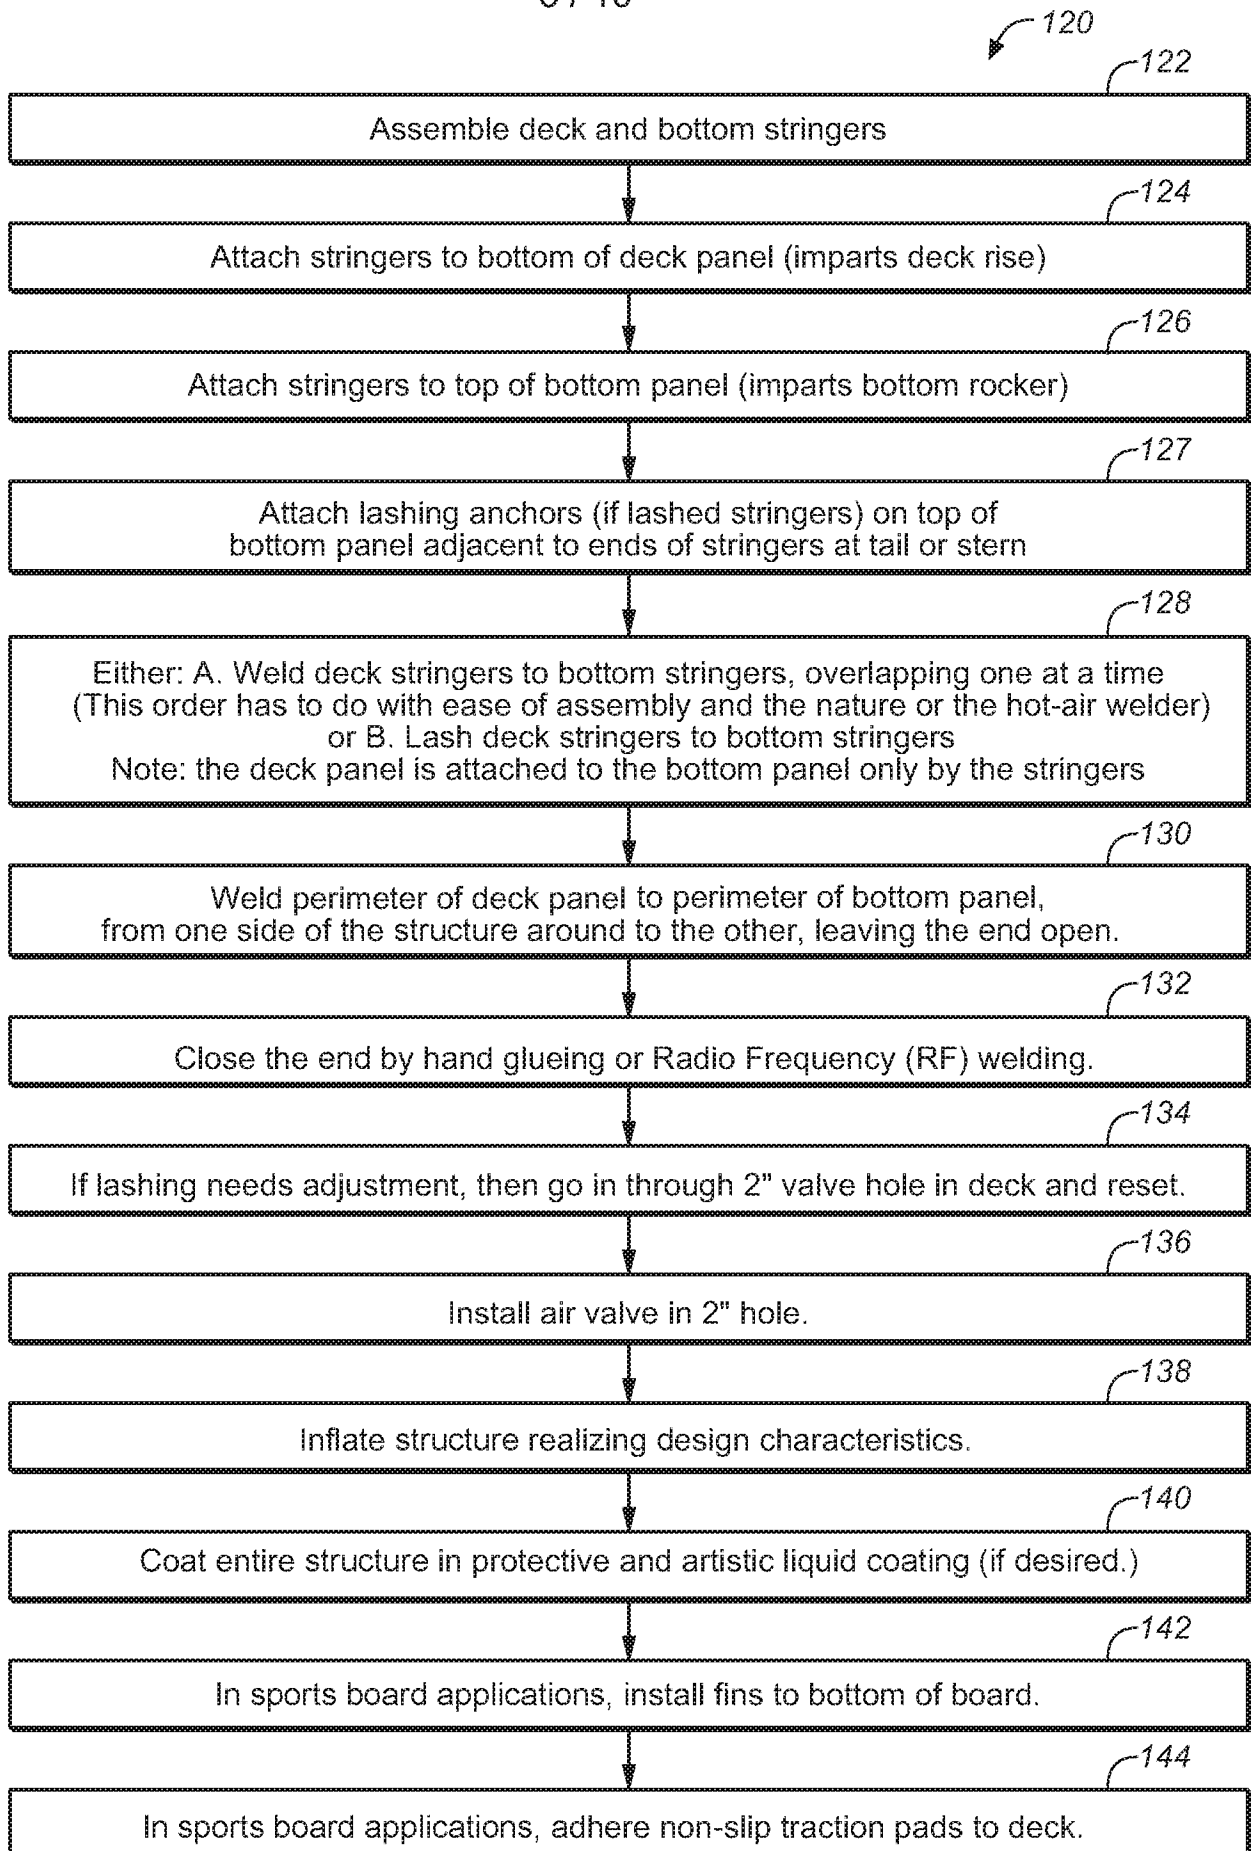 120
122
Assemble deck and bottom stringers
124
Attach stringers to bottom of deck panel (imparts deck rise)
126
Attach stringers to top of bottom panel (imparts bottom rocker)
127
Attach lashing anchors (if lashed stringers) on top of
bottom panel adjacent to ends of stringers at tail or stern
128
Either: A. Weld deck stringers to bottom stringers, overlapping one at a time
(This order has to do with ease of assembly and the nature or the hot-air welder)
or B. Lash deck stringers to bottom stringers
Note: the deck panel is attached to the bottom panel only by the stringers
130
Weld perimeter of deck panel to perimeter of bottom panel,
from one side of the structure around to the other, leaving the end open.
132
Close the end by hand glueing or Radio Frequency (RF) welding.
134
If lashing needs adjustment, then go in through 2" valve hole in deck and reset.
136
Install air valve in 2" hole.
138
Inflate structure realizing design characteristics.
140
Coat entire structure in protective and artistic liquid coating (if desired.)
142
In sports board applications, install fins to bottom of board.
144
In sports board applications, adhere non-slip traction pads to deck.